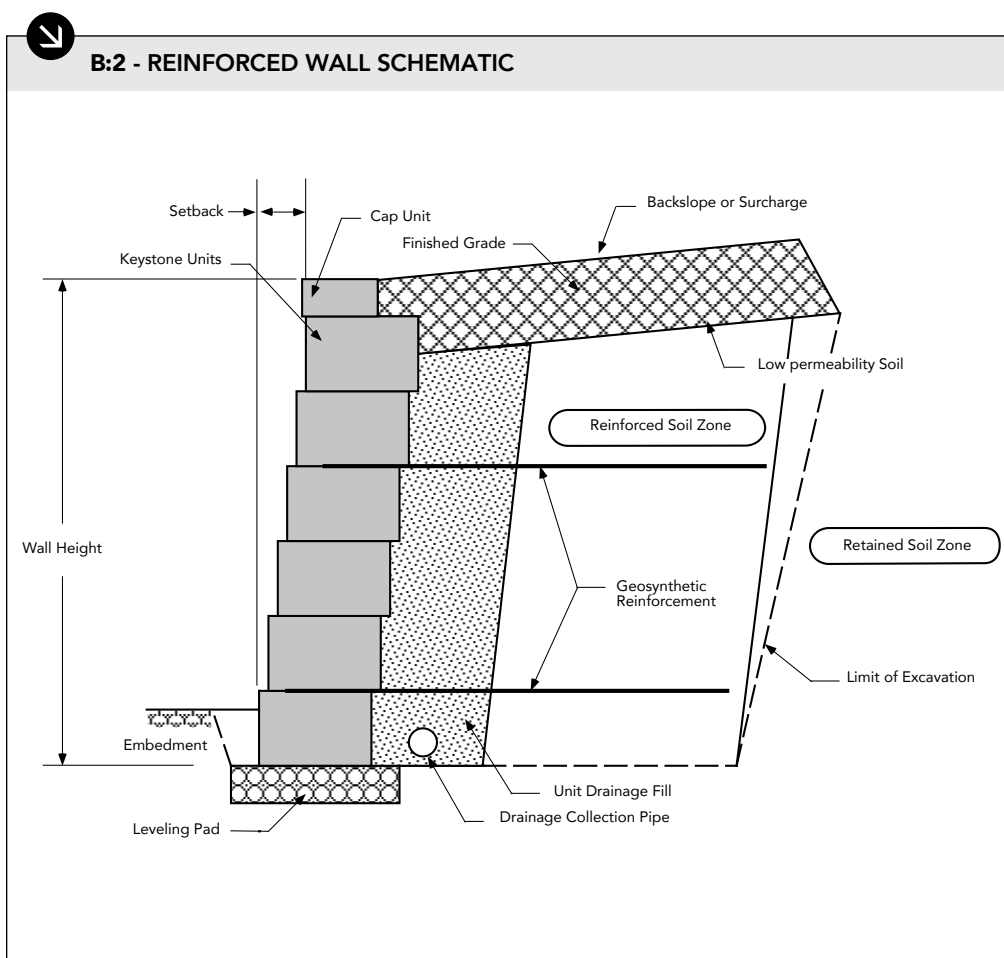 B:2 - REINFORCED WALL SCHEMATIC
Backslope or Surcharge
Setback
Cap Unit
Finished Grade
Keystone Units
Low permeability Soil
Reinforced Soil Zone
Wall Height
Retained Soil Zone
Geosynthetic
Reinforcement
Limit of Excavation
Embedment
Unit Drainage Fill
Drainage Collection Pipe
Leveling Pad